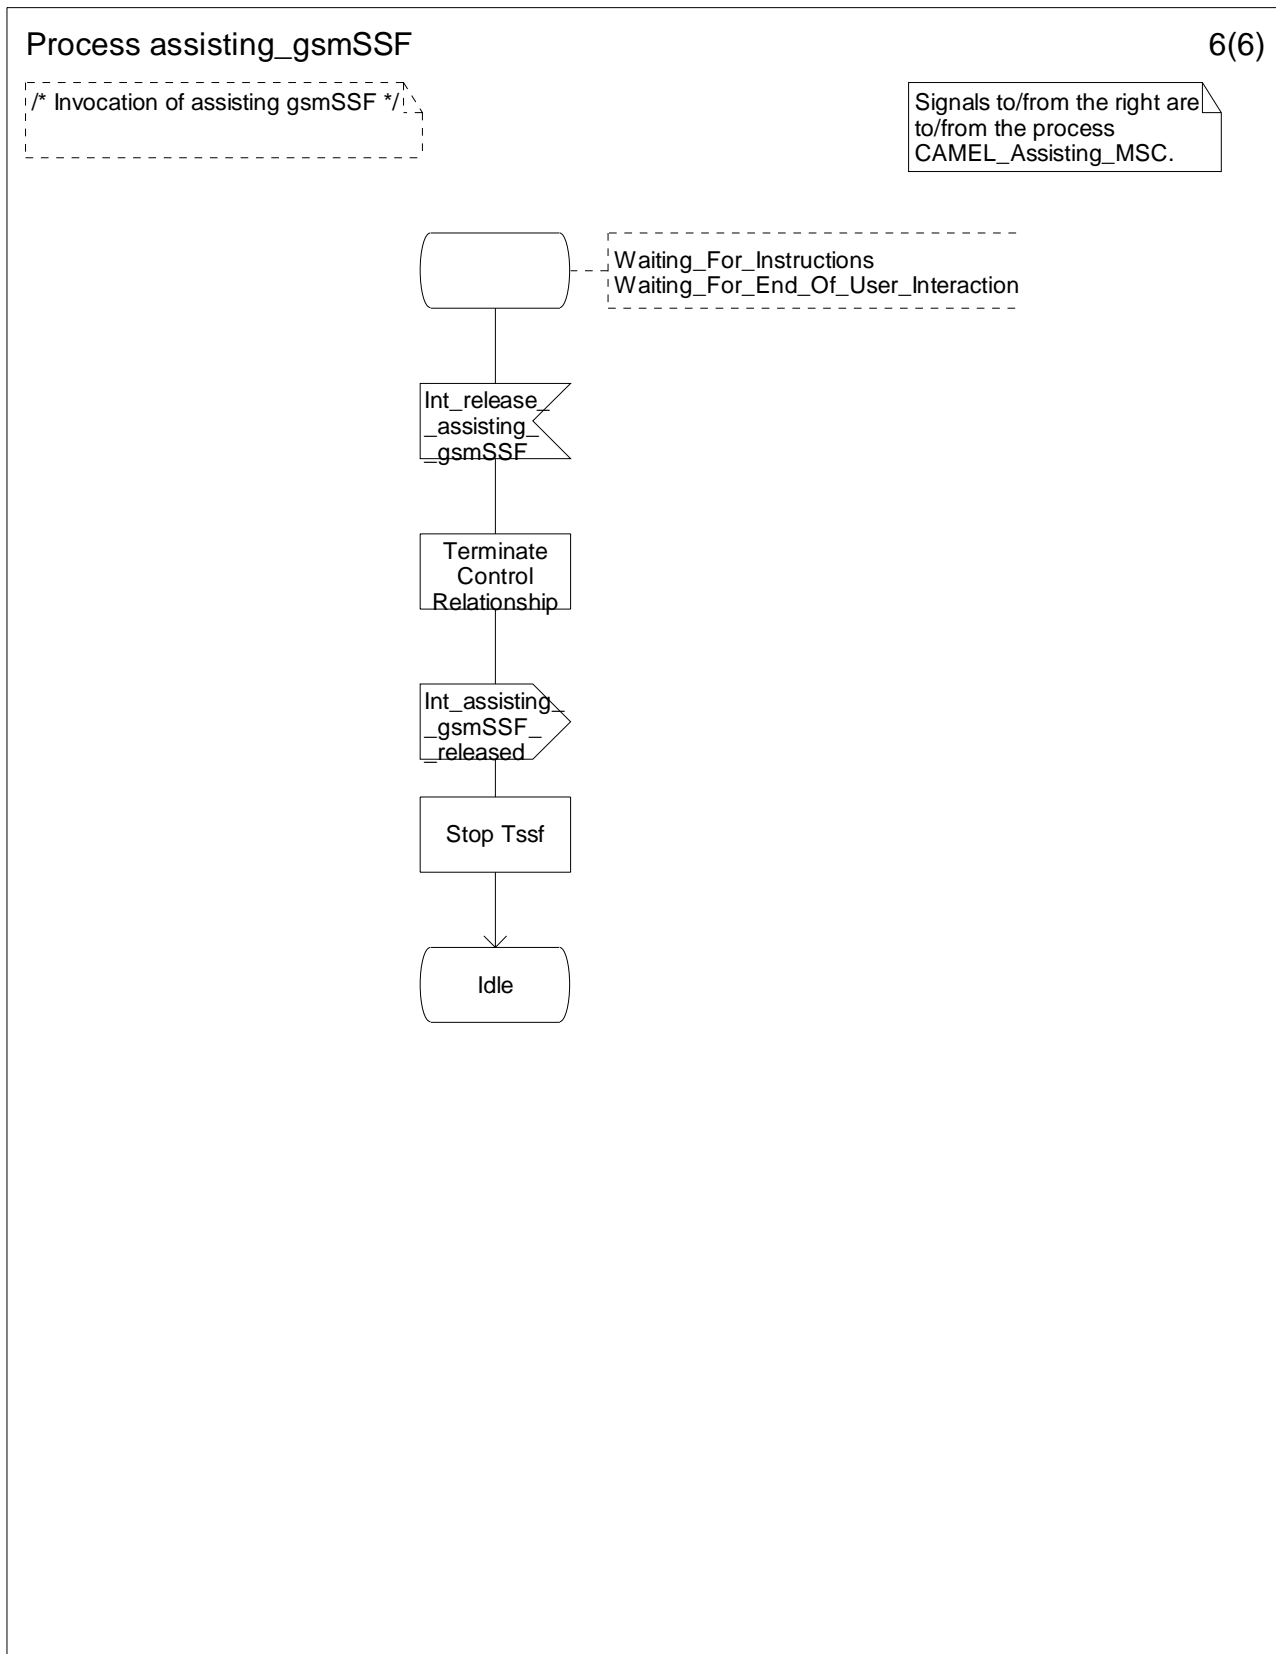 Process assisting_gsmSSF
6(6)
/* Invocation of assisting gsmSSF */
Signals to/from the right are
to/from the process
CAMEL_Assisting_MSC.
Waiting_For_Instructions
Waiting_For_End_Of_User_Interaction
Int_release_
_assisting_
_gsmSSF
Terminate
Control
Relationship
Int_assisting_
_gsmSSF_
_released
Stop Tssf
Idle